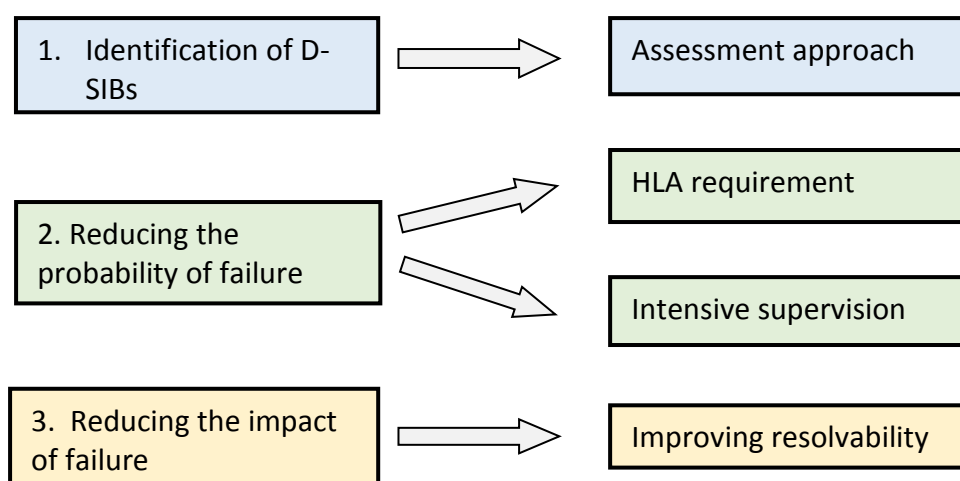 1. Identification of D-
SIBs
Assessment approach
HLA requirement
2. Reducing the
probability of failure
Intensive supervision
3. Reducing the impact
of failure
Improving resolvability